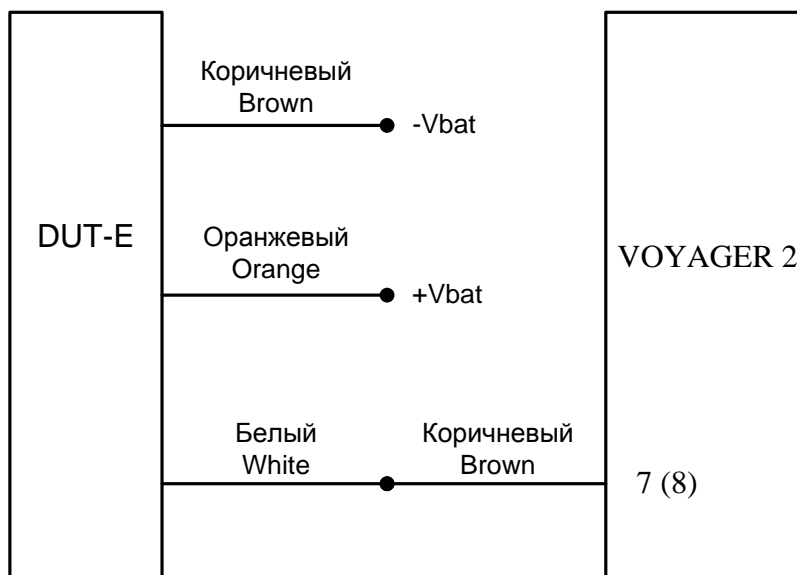 Коричневый
Brown
-Vbat
DUT-E
Оранжевый
Orange
+Vbat
VOYAGER 2
Белый
White
Коричневый
Brown
7 (8)